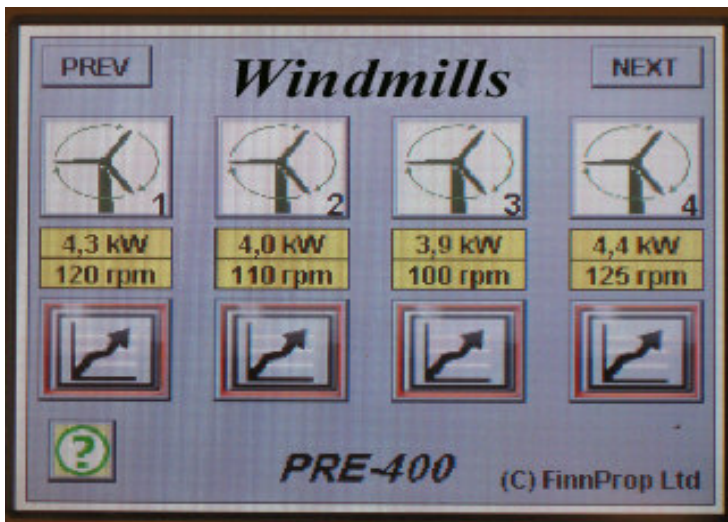 PREV
Windmills
NEXT
1
2
3
4
4,3 kW
4,0 kW
3,9 kW
4,4 kW
120 rpm
110 rpm
100 rpm
125 rpm
?
PRE-400
(C) FinnProp Ltd